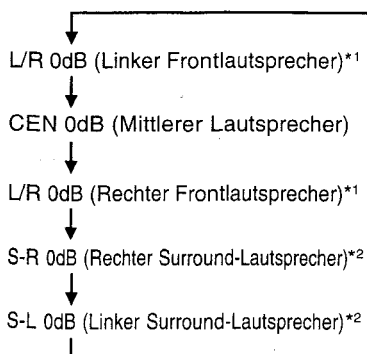 L/R 0dB (Linker Frontlautsprecher)*1
CEN 0dB (Mittlerer Lautsprecher)
L/R 0dB (Rechter Frontlautsprecher)*1
S-R 0dB (Rechter Surround-Lautsprecher)*2
S-L 0dB (Linker Surround-Lautsprecher)*2